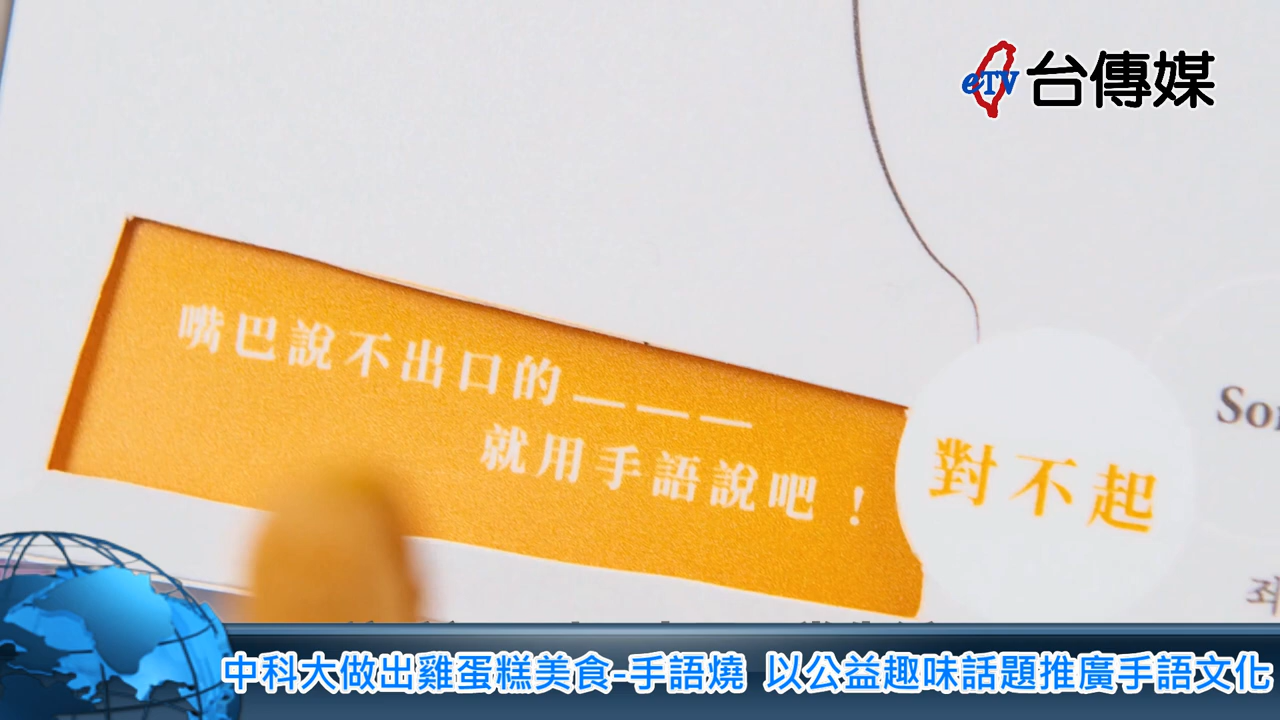 eTV 台傳媒
嘴巴說不出口的___
就用手語說吧！
對不起
中科大做出雞蛋糕美食-手語燒 以公益趣味話題推廣手語文化